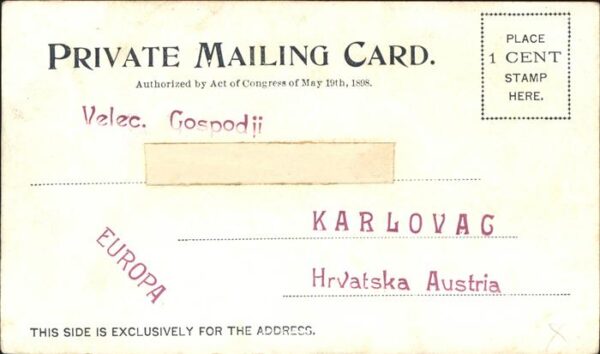 PRIVATE MAILING CARD.
Authorized by Act of Congress of May 19th, 1898.
PLACE
1 CENT
STAMP
HERE.
Velec. Gospodji
KARLOVAC
Hrvatska Austria
EUROPA
THIS SIDE IS EXCLUSIVELY FOR THE ADDRESS.